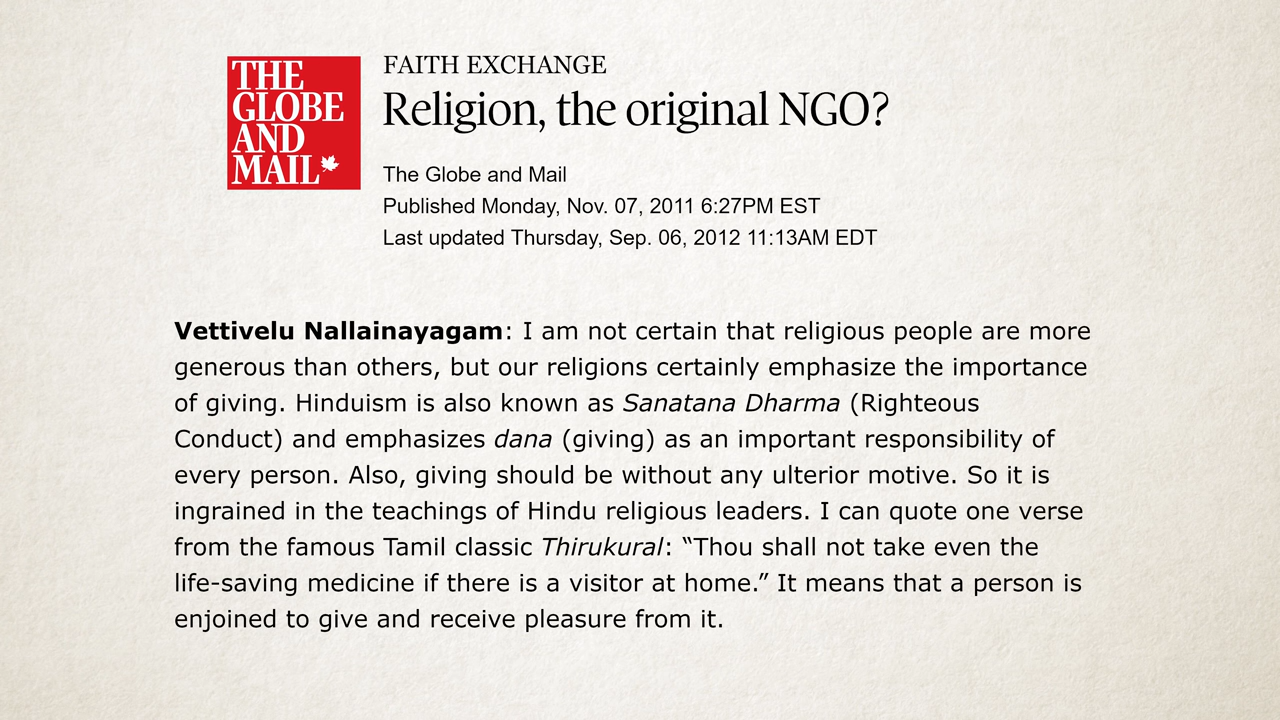 THE
GLOBE
AND
MAIL
FAITH EXCHANGE
Religion, the original NGO?
The Globe and Mail
Published Monday, Nov. 07, 2011 6:27PM EST
Last updated Thursday, Sep. 06, 2012 11:13AM EDT
Vettivelu Nallainayagam: I am not certain that religious people are more
generous than others, but our religions certainly emphasize the importance
of giving. Hinduism is also known as Sanatana Dharma (Righteous
Conduct) and emphasizes dana (giving) as an important responsibility of
every person. Also, giving should be without any ulterior motive. So it is
ingrained in the teachings of Hindu religious leaders. I can quote one verse
from the famous Tamil classic Thirukural: “Thou shall not take even the
life-saving medicine if there is a visitor at home.” It means that a person is
enjoined to give and receive pleasure from it.